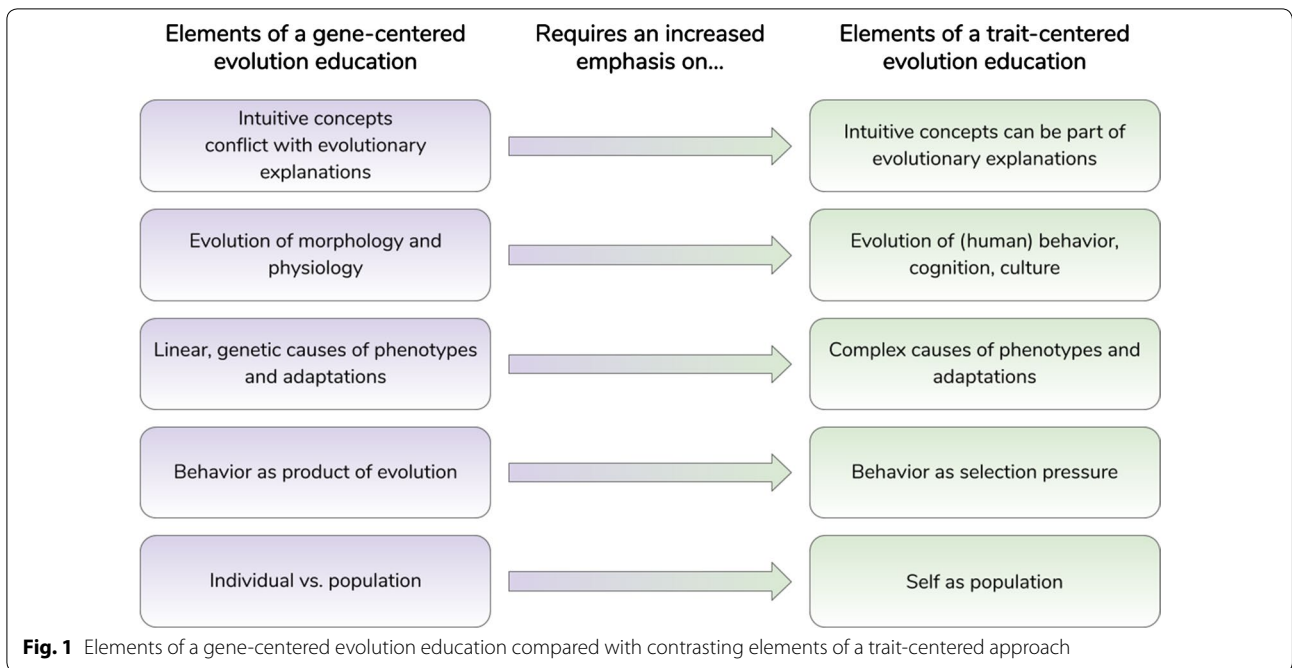 Elements of a gene-centered
evolution education
Requires an increased
emphasis on...
Elements of a trait-centered
evolution education
Intuitive concepts
conflict with evolutionary
explanations
Intuitive concepts can be part of
evolutionary explanations
Evolution of morphology and
physiology
Evolution of (human) behavior,
cognition, culture
Linear, genetic causes of phenotypes
and adaptations
Complex causes of phenotypes and
adaptations
Behavior as product of evolution
Behavior as selection pressure
Individual vs. population
Self as population
Fig. 1 Elements of a gene-centered evolution education compared with contrasting elements of a trait-centered approach